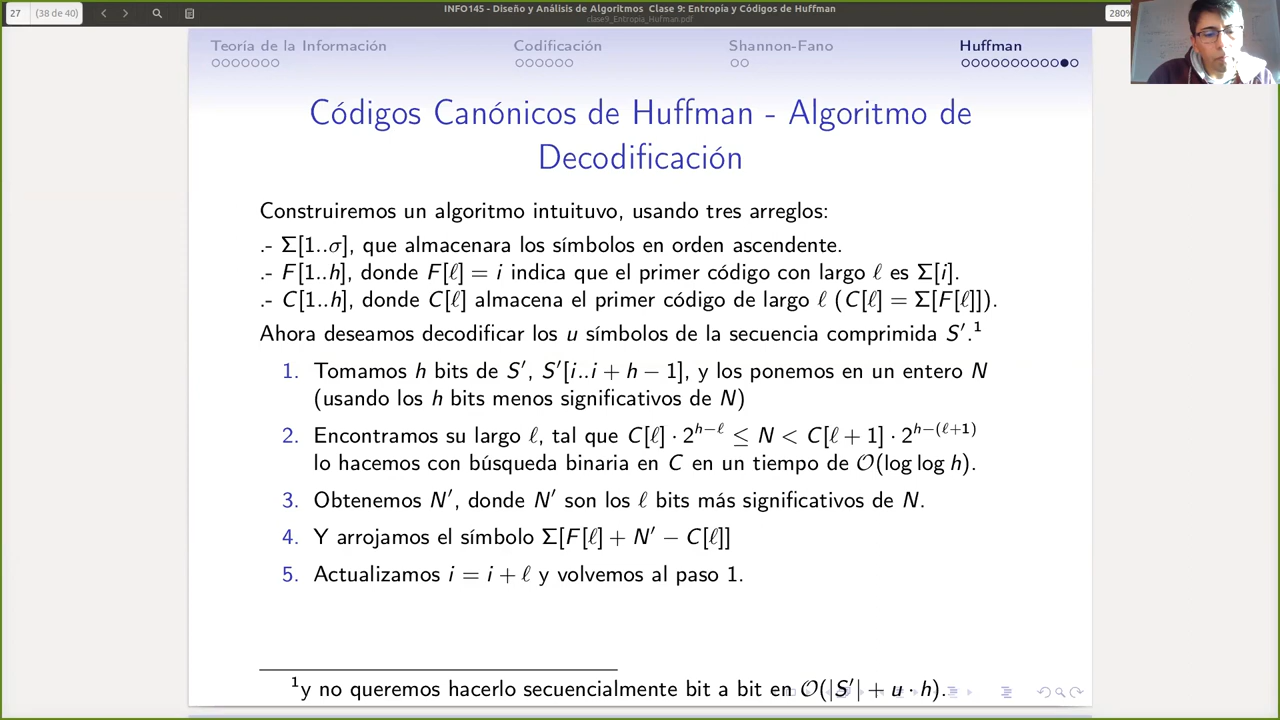 27 (38 de 40) INFO145 - Diseño y Análisis de Algoritmos Clase 9: Entropía y Códigos de Huffman 280%
clase9_Entropia_Hufman.pdf
Teoría de la Información Codificación Shannon-Fano Huffman
Códigos Canónicos de Huffman - Algoritmo de
Decodificación
Construiremos un algoritmo intuituvo, usando tres arreglos:
.- Σ[1..σ], que almacenara los símbolos en orden ascendente.
.- F[1..h], donde F[ℓ] = i indica que el primer código con largo ℓ es Σ[i].
.- C[1..h], donde C[ℓ] almacena el primer código de largo ℓ (C[ℓ] = Σ[F[ℓ]]).
Ahora deseamos decodificar los u símbolos de la secuencia comprimida S′.¹
1. Tomamos h bits de S′, S′[i..i + h − 1], y los ponemos en un entero N
(usando los h bits menos significativos de N)
2. Encontramos su largo ℓ, tal que C[ℓ] · 2^{h−ℓ} ≤ N < C[ℓ + 1] · 2^{h−(ℓ+1)}
lo hacemos con búsqueda binaria en C en un tiempo de O(log log h).
3. Obtenemos N′, donde N′ son los ℓ bits más significativos de N.
4. Y arrojamos el símbolo Σ[F[ℓ] + N′ − C[ℓ]]
5. Actualizamos i = i + ℓ y volvemos al paso 1.
¹y no queremos hacerlo secuencialmente bit a bit en O(|S′| + u · h).